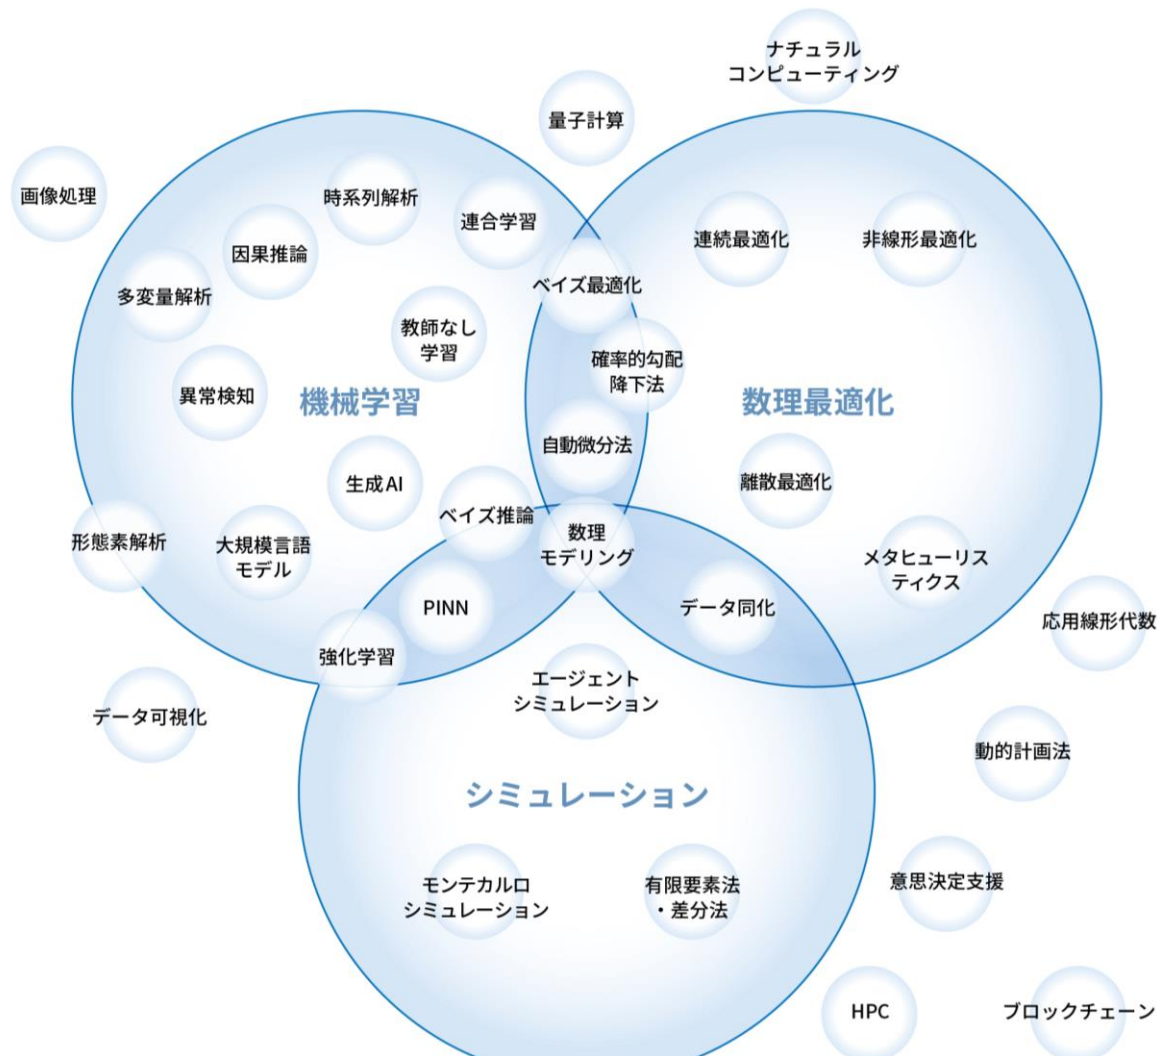 ナチュラル
コンピューティング
量子計算
画像処理
時系列解析
連合学習
因果推論
連続最適化
非線形最適化
多変量解析
ベイズ最適化
教師なし
学習
確率的勾配
降下法
異常検知
機械学習
数理最適化
自動微分法
生成AI
離散最適化
ベイズ推論
形態素解析
大規模言語
モデル
数理
モデリング
メタヒューリス
ティクス
PINN
データ同化
応用線形代数
強化学習
エージェント
シミュレーション
データ可視化
動的計画法
シミュレーション
モンテカルロ
シミュレーション
有限要素法
・差分法
意思決定支援
HPC
ブロックチェーン